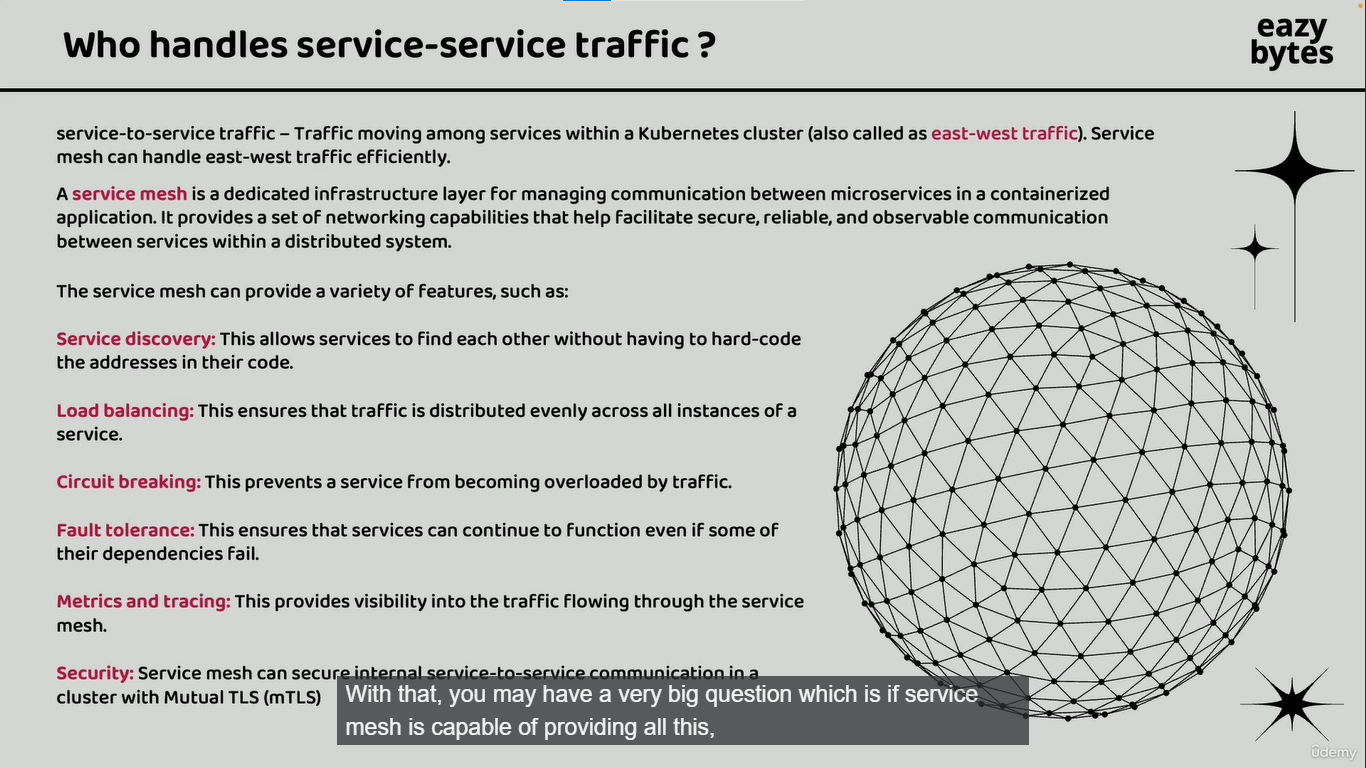 Who handles service-service traffic ?
eazy
bytes
service-to-service traffic – Traffic moving among services within a Kubernetes cluster (also called as east-west traffic). Service
mesh can handle east-west traffic efficiently.
A service mesh is a dedicated infrastructure layer for managing communication between microservices in a containerized
application. It provides a set of networking capabilities that help facilitate secure, reliable, and observable communication
between services within a distributed system.
The service mesh can provide a variety of features, such as:
Service discovery: This allows services to find each other without having to hard-code
the addresses in their code.
Load balancing: This ensures that traffic is distributed evenly across all instances of a
service.
Circuit breaking: This prevents a service from becoming overloaded by traffic.
Fault tolerance: This ensures that services can continue to function even if some of
their dependencies fail.
Metrics and tracing: This provides visibility into the traffic flowing through the service
mesh.
Security: Service mesh can secure internal service-to-service communication in a
cluster with Mutual TLS (mTLS)
With that, you may have a very big question which is if service
mesh is capable of providing all this,
ûdemy